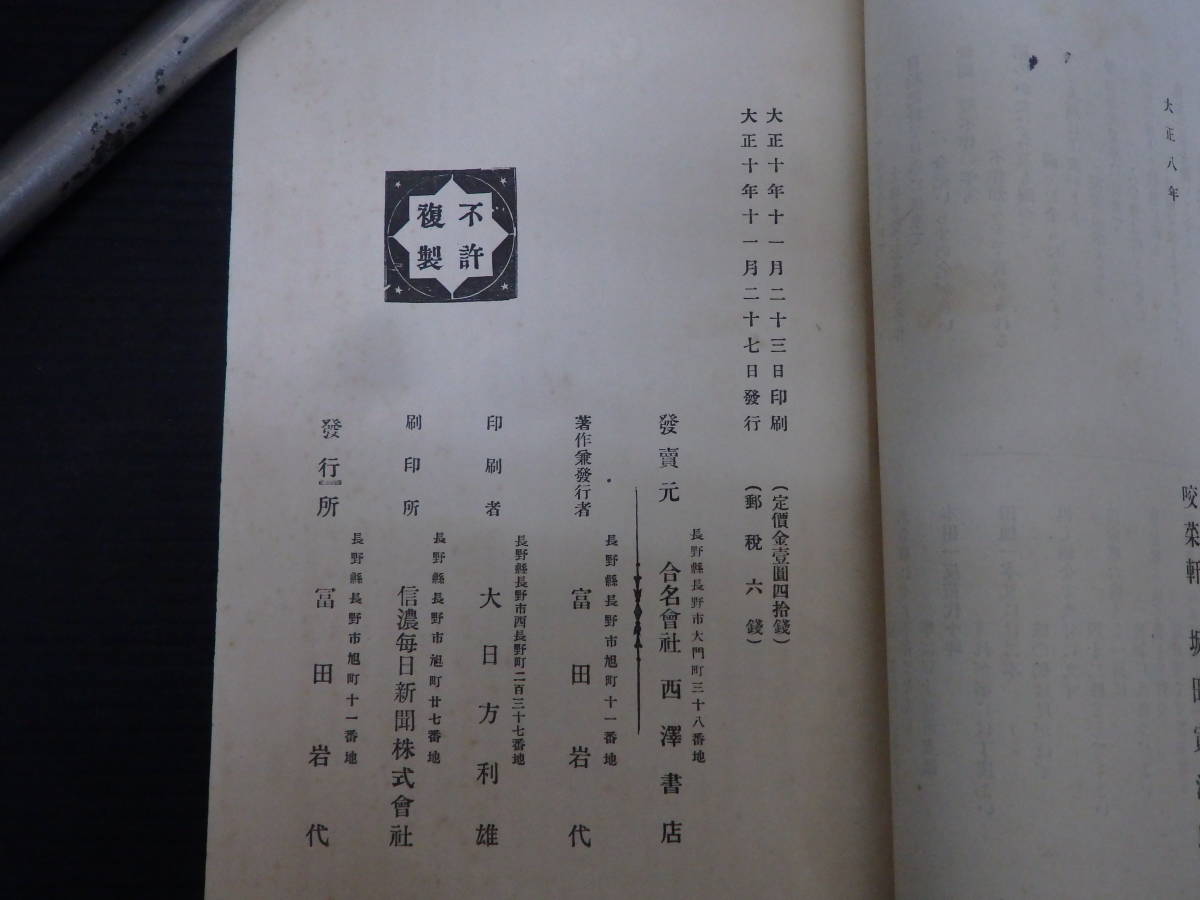 大正八年
大正十年十一月二十三日印刷
大正十年十一月二十七日發行
(定價金壹圓四拾錢)
(郵稅六錢)
不許
複製
長野縣長野市大門町三十八番地
發賣元 合名會社 西澤書店
長野縣長野市旭町十一番地
著作兼發行者 富田岩代
長野縣長野市西長野町二百三十七番地
印刷者 大日方利雄
長野縣長野市旭町廿七番地
刷印所 信濃每日新聞株式會社
長野縣長野市旭町十一番地
發行所 冨田岩代